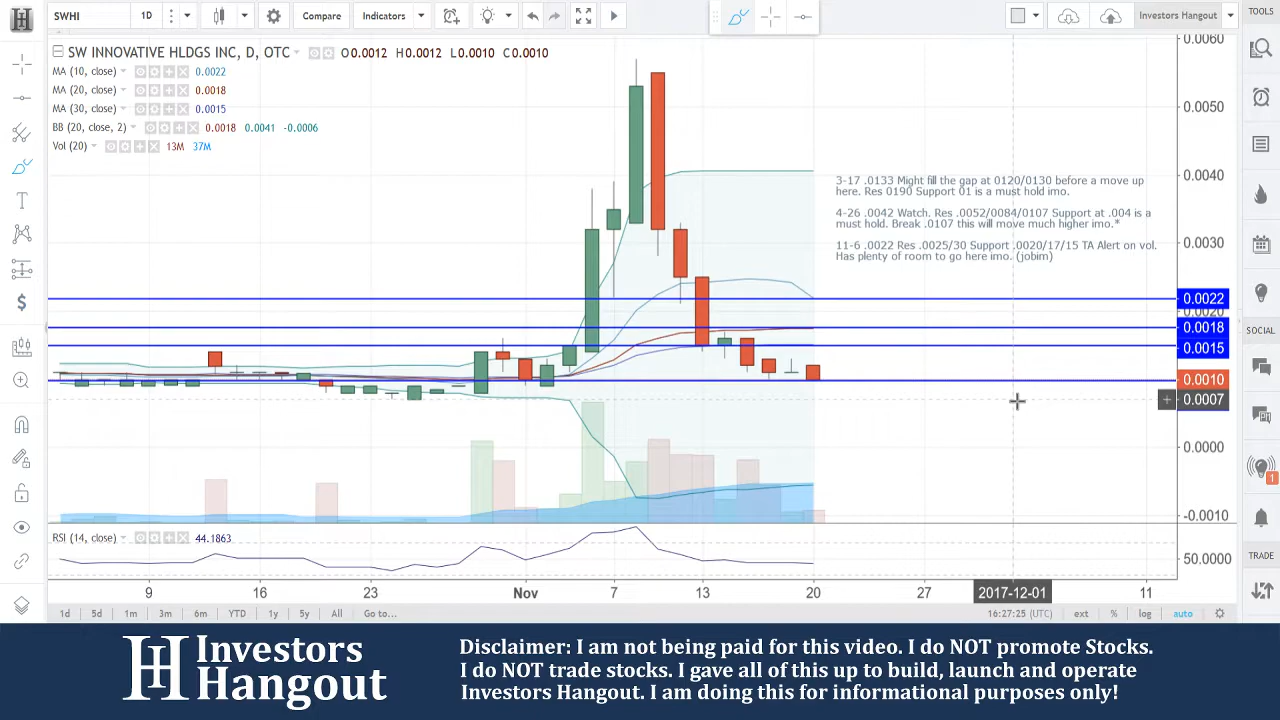 SWHI
1D
Compare
Indicators
Investors Hangout
TOOLS
SW INNOVATIVE HLDGS INC, D, OTC
O0.0012 H0.0012 L0.0010 C0.0010
MA (10, close) 0.0022
MA (20, close) 0.0018
MA (30, close) 0.0015
BB (20, close, 2) 0.0018 0.0041 -0.0006
Vol (20) 13M 37M
3-17 .0133 Might fill the gap at 0120/0130 before a move up
here. Res 0190 Support 01 is a must hold imo.
4-26 .0042 Watch. Res .0052/0084/0107 Support at .004 is a
must hold. Break .0107 this will move much higher imo.*
11-6 .0022 Res .0025/30 Support .0020/17/15 TA Alert on vol.
Has plenty of room to go here imo. (jobim)
0.0060
0.0050
0.0040
0.0030
0.0022
0.0020
0.0018
0.0015
0.0010
0.0007
0.0000
-0.0010
50.0000
SOCIAL
1
TRADE
RSI (14, close) 44.1863
9
16
23
Nov
7
13
20
27
2017-12-01
11
1d
5d
1m
3m
6m
YTD
1y
5y
All
Go to...
16:27:25 (UTC)
ext
%
log
auto
H
Investors
Hangout
Disclaimer: I am not being paid for this video. I do NOT promote Stocks.
I do NOT trade stocks. I gave all of this up to build, launch and operate
Investors Hangout. I am doing this for informational purposes only!